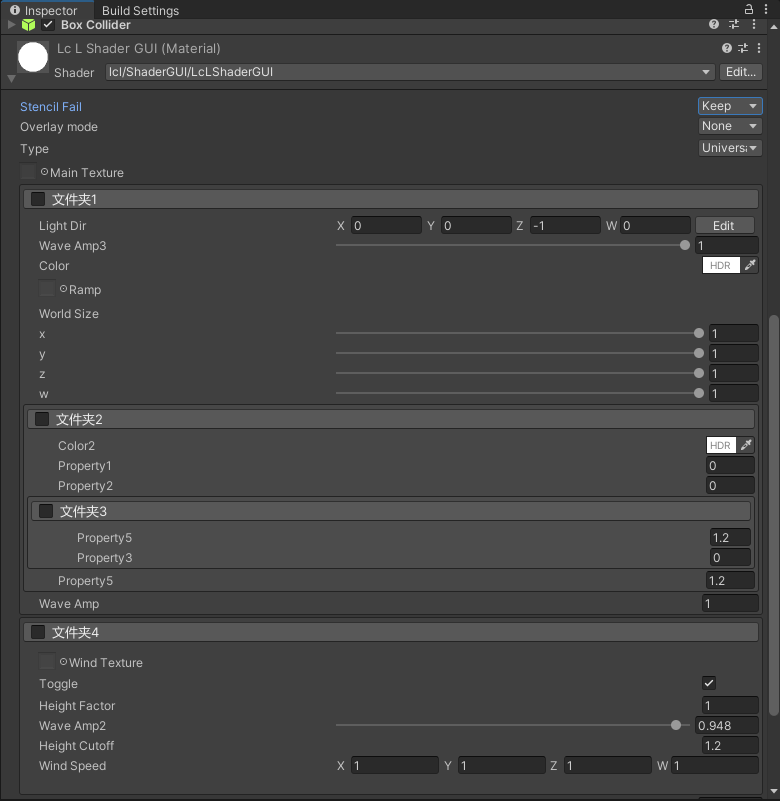 Inspector Build Settings
Box Collider
Lc L Shader GUI (Material)
Shader lcl/ShaderGUI/LcLShaderGUI Edit...
Stencil Fail Keep
Overlay mode None
Type Universa
Main Texture
文件夹1
Light Dir X 0 Y 0 Z -1 W 0 Edit
Wave Amp3 1
Color HDR
Ramp
World Size
x 1
y 1
z 1
w 1
文件夹2
Color2 HDR
Property1 0
Property2 0
文件夹3
Property5 1.2
Property3 0
Property5 1.2
Wave Amp 1
文件夹4
Wind Texture
Toggle
Height Factor 1
Wave Amp2 0.948
Height Cutoff 1.2
Wind Speed X 1 Y 1 Z 1 W 1